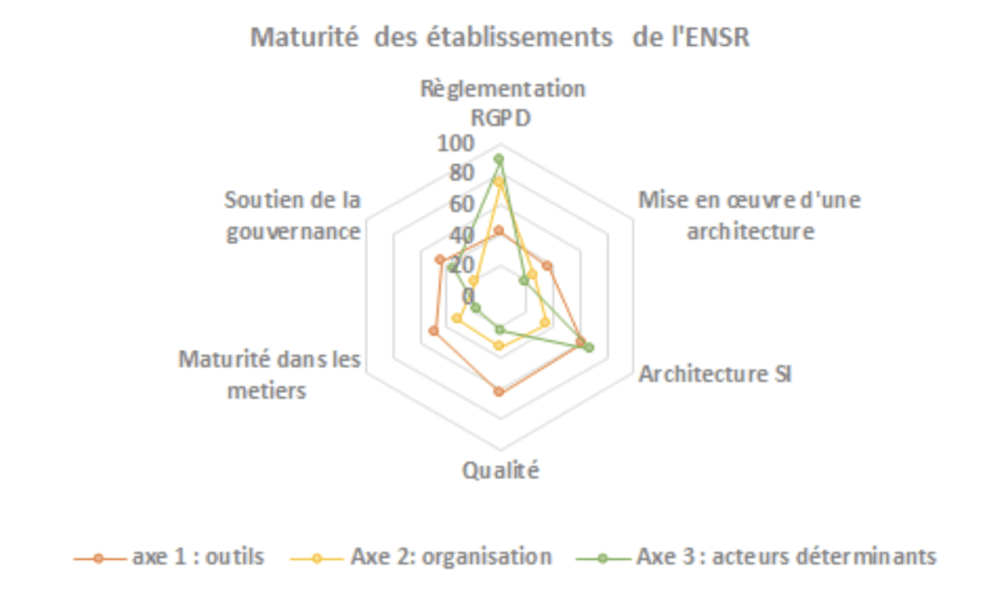 Maturité des établissements de l'ENSR
Règlementation
RGPD
100
80
60
40
20
0
Soutien de la
gouvernance
Mise en œuvre d'une
architecture
Maturité dans les
metiers
Architecture SI
Qualité
axe 1 : outils
Axe 2: organisation
Axe 3 : acteurs déterminants